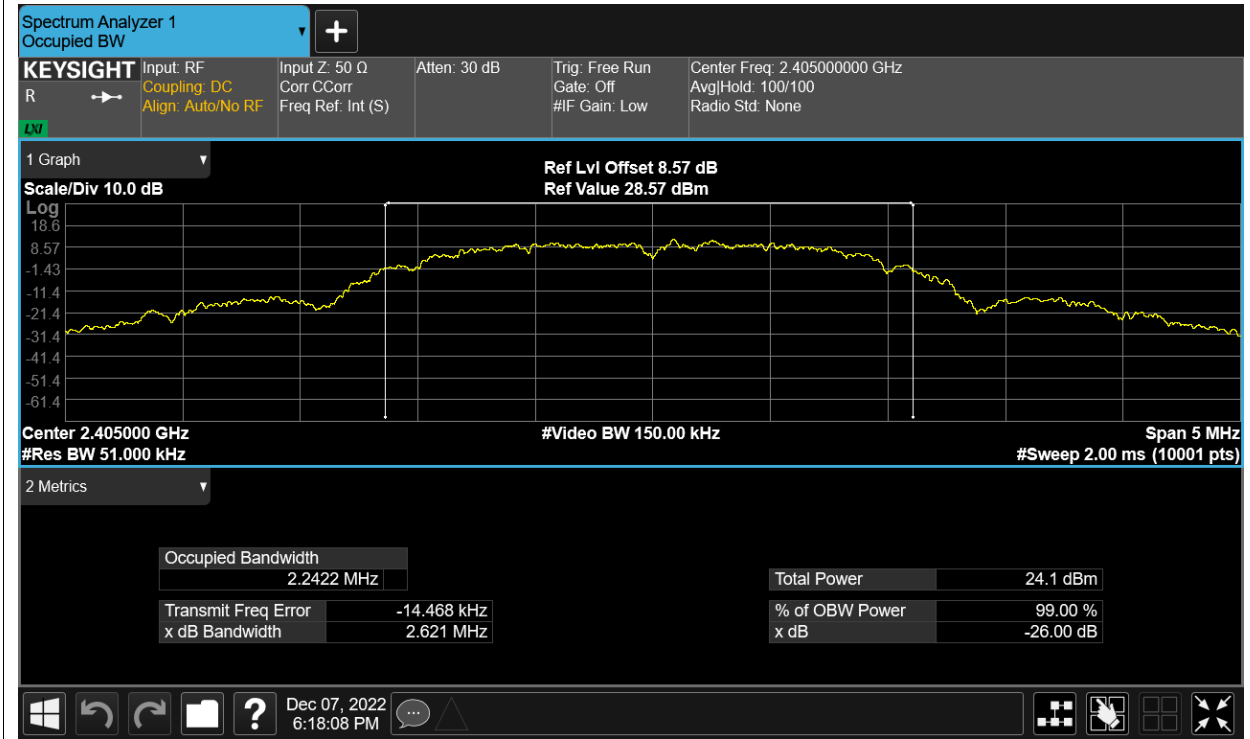 Spectrum Analyzer 1
Occupied BW
KEYSIGHT
R
LXI
Input: RF
Coupling: DC
Align: Auto/No RF
Input Z: 50 Ω
Corr CCorr
Freq Ref: Int (S)
Atten: 30 dB
Trig: Free Run
Gate: Off
#IF Gain: Low
Center Freq: 2.405000000 GHz
Avg|Hold: 100/100
Radio Std: None
1 Graph
Scale/Div 10.0 dB
Ref Lvl Offset 8.57 dB
Ref Value 28.57 dBm
Log
18.6
8.57
-1.43
-11.4
-21.4
-31.4
-41.4
-51.4
-61.4
Center 2.405000 GHz
#Video BW 150.00 kHz
Span 5 MHz
#Res BW 51.000 kHz
#Sweep 2.00 ms (10001 pts)
2 Metrics
Occupied Bandwidth
2.2422 MHz
Total Power 24.1 dBm
Transmit Freq Error -14.468 kHz
% of OBW Power 99.00 %
x dB Bandwidth 2.621 MHz
x dB -26.00 dB
?
Dec 07, 2022
6:18:08 PM